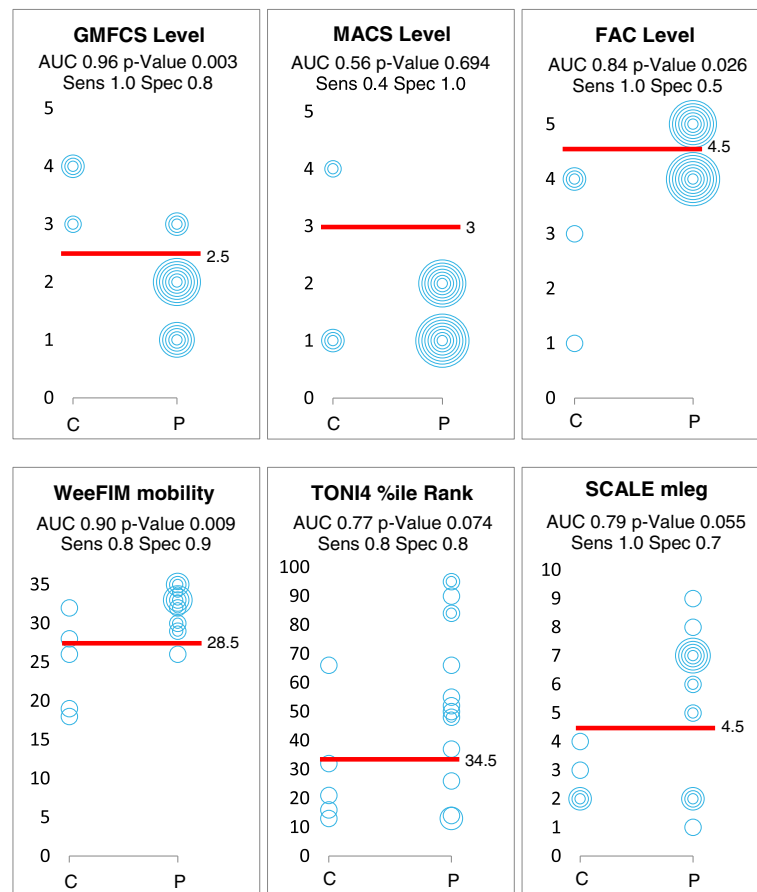 GMFCS Level
AUC 0.96 p-Value 0.003
Sens 1.0 Spec 0.8
5
4
3
2.5
2
1
0
C P
MACS Level
AUC 0.56 p-Value 0.694
Sens 0.4 Spec 1.0
5
4
3 3
2
1
0
C P
FAC Level
AUC 0.84 p-Value 0.026
Sens 1.0 Spec 0.5
5
4.5
4
3
2
1
0
C P
WeeFIM mobility
AUC 0.90 p-Value 0.009
Sens 0.8 Spec 0.9
35
30
28.5
25
20
15
10
5
0
C P
TONI4 %ile Rank
AUC 0.77 p-Value 0.074
Sens 0.8 Spec 0.8
100
90
80
70
60
50
40
34.5
30
20
10
0
C P
SCALE mleg
AUC 0.79 p-Value 0.055
Sens 1.0 Spec 0.7
10
9
8
7
6
5
4.5
4
3
2
1
0
C P